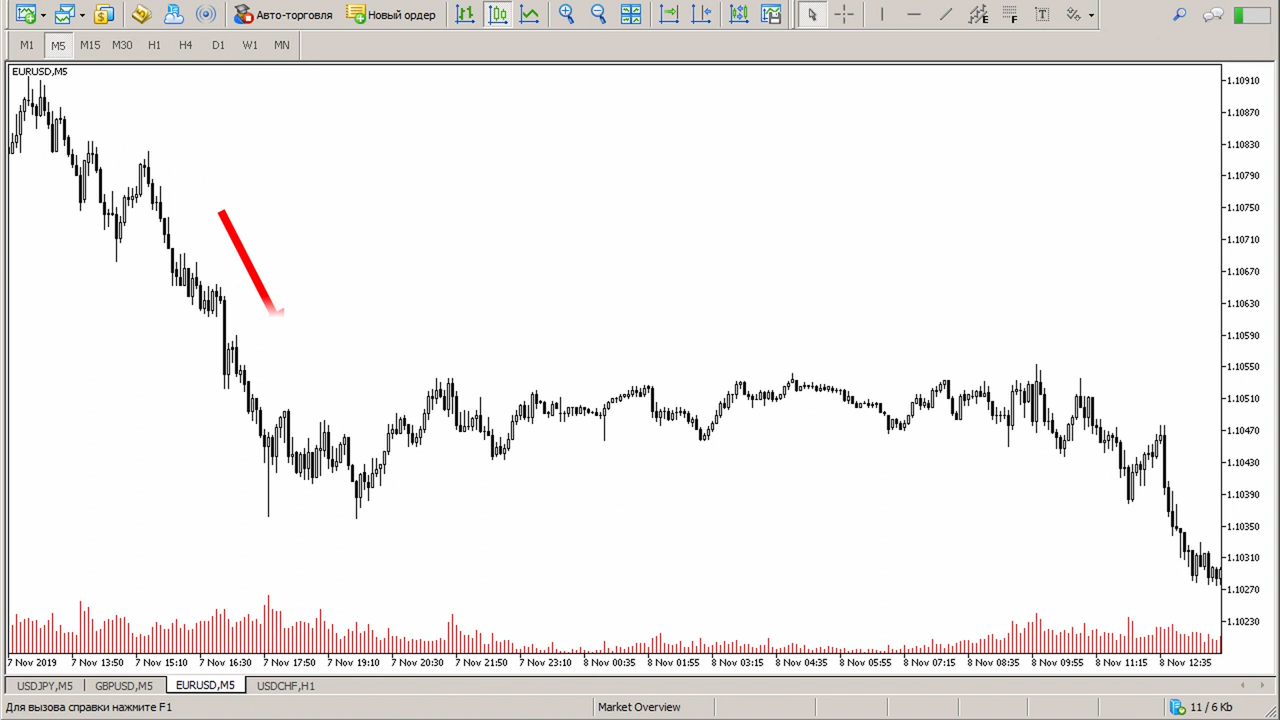 Авто-торговля Новый ордер
E F T
M1 M5 M15 M30 H1 H4 D1 W1 MN
EURUSD,M5
1.10910
1.10870
1.10830
1.10790
1.10750
1.10710
1.10670
1.10630
1.10590
1.10550
1.10510
1.10470
1.10430
1.10390
1.10350
1.10310
1.10270
1.10230
7 Nov 2019 7 Nov 13:50 7 Nov 15:10 7 Nov 16:30 7 Nov 17:50 7 Nov 19:10 7 Nov 20:30 7 Nov 21:50 7 Nov 23:10 8 Nov 00:35 8 Nov 01:55 8 Nov 03:15 8 Nov 04:35 8 Nov 05:55 8 Nov 07:15 8 Nov 08:35 8 Nov 09:55 8 Nov 11:15 8 Nov 12:35
USDJPY,M5 GBPUSD,M5 EURUSD,M5 USDCHF,H1
Для вызова справки нажмите F1 Market Overview 11 / 6 Kb